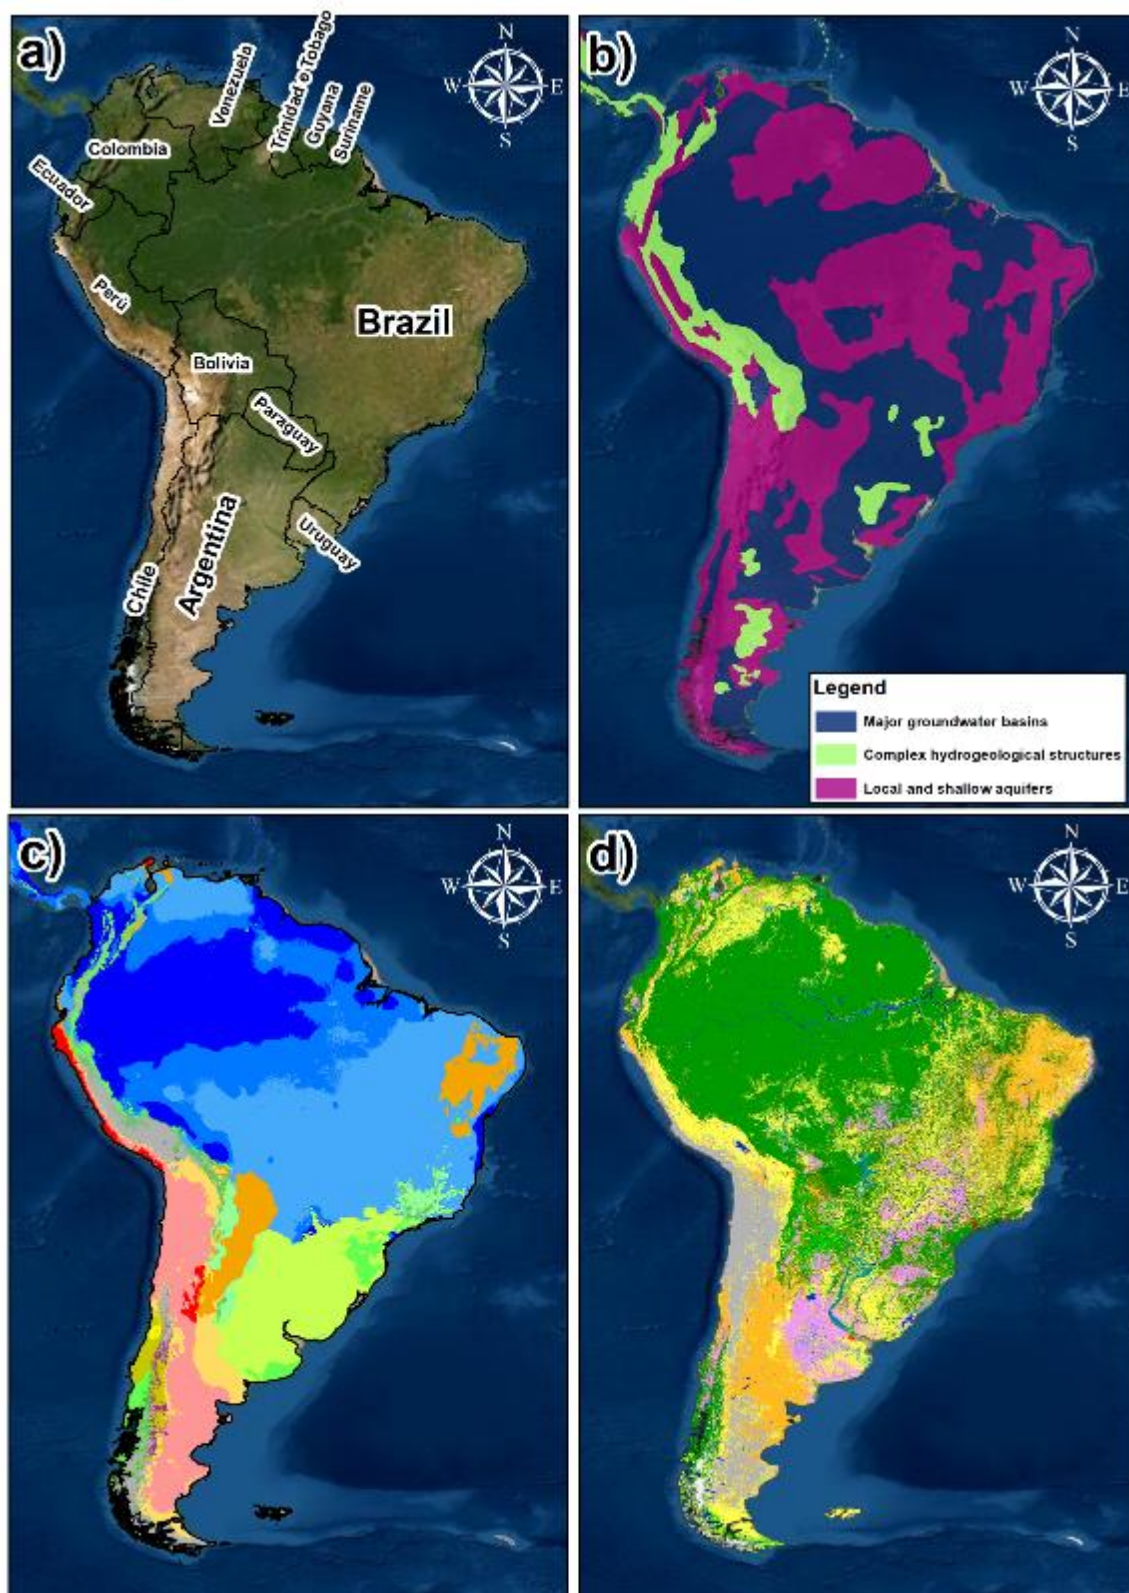 a)
N
W E
S
Venezuela
Trinidad e Tobago
Guyana
Suriname
Colombia
Ecuador
Perú
Brazil
Bolivia
Paraguay
Argentina
Uruguay
Chile
b)
N
W E
S
Legend
Major groundwater basins
Complex hydrogeological structures
Local and shallow aquifers
c)
N
W E
S
d)
N
W E
S